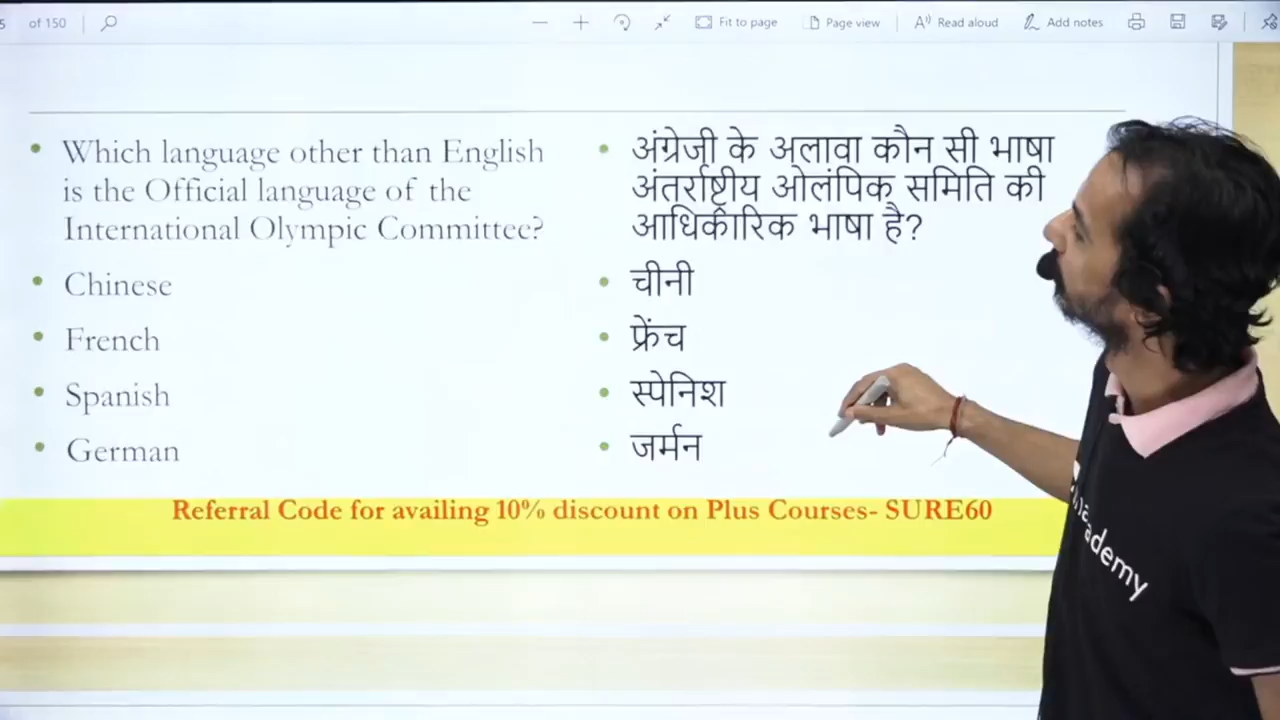 5 of 150 Fit to page Page view Read aloud Add notes
Which language other than English
is the Official language of the
International Olympic Committee?
Chinese
French
Spanish
German
अंग्रेजी के अलावा कौन सी भाषा
अंतर्राष्ट्रीय ओलंपिक समिति की
आधिकारिक भाषा है?
चीनी
फ्रेंच
स्पेनिश
जर्मन
Referral Code for availing 10% discount on Plus Courses- SURE60
academy